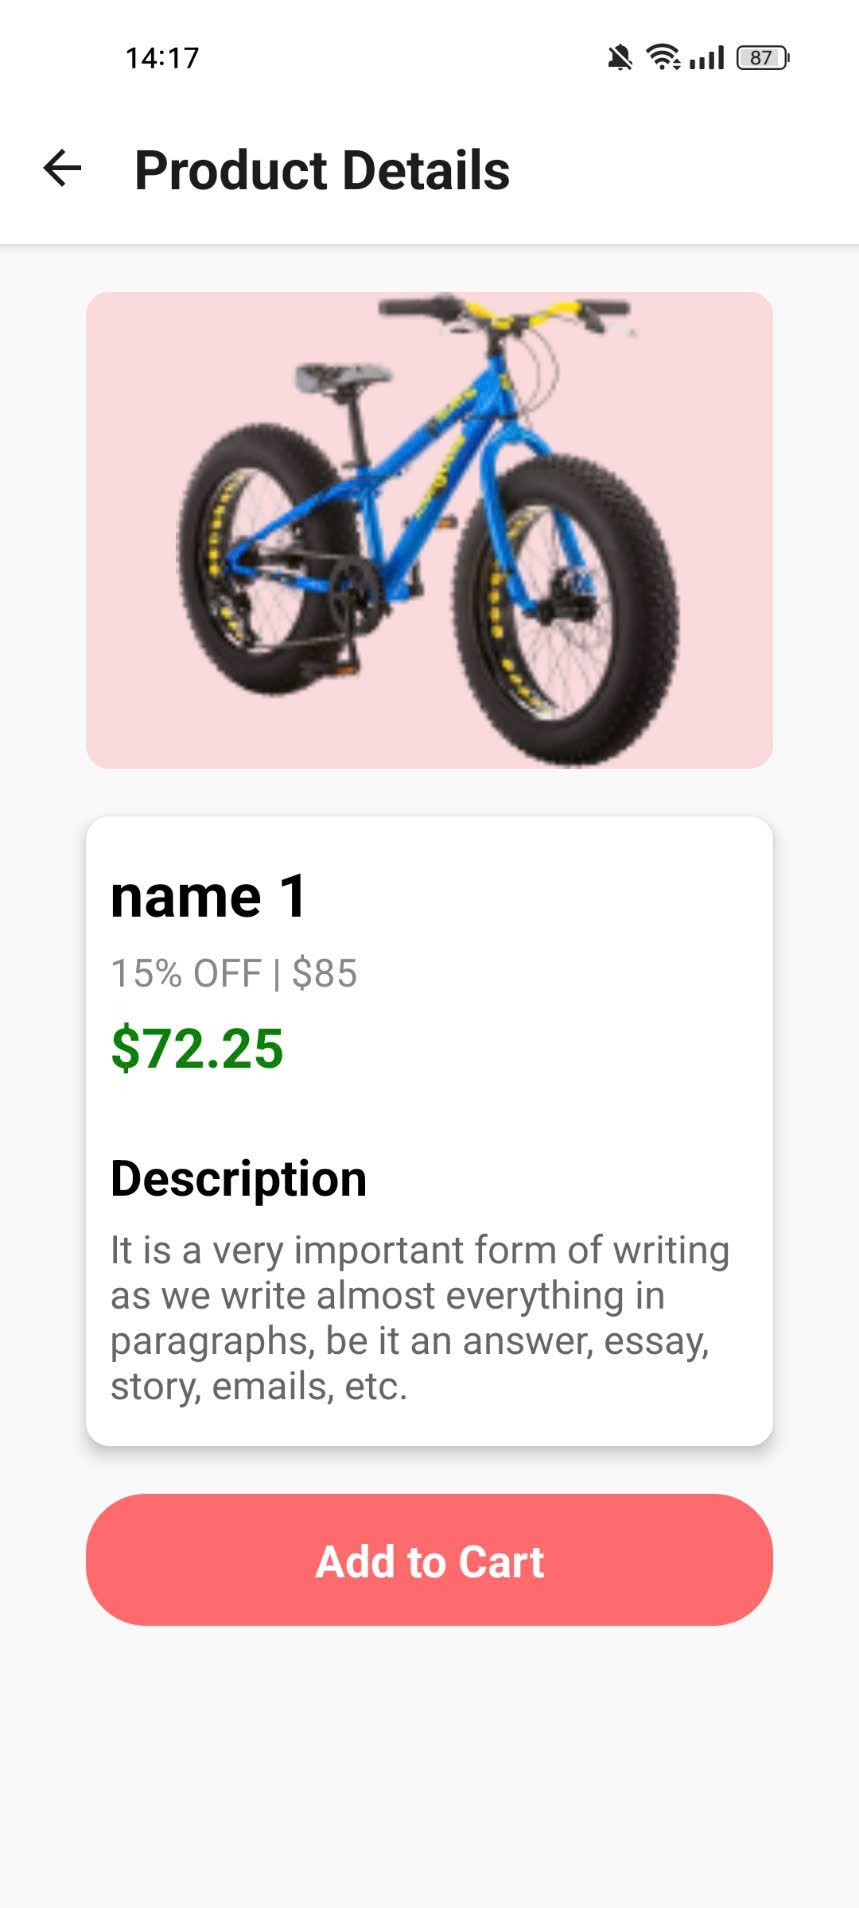 14:17
87
Product Details
name 1
15% OFF | $85
$72.25
Description
It is a very important form of writing
as we write almost everything in
paragraphs, be it an answer, essay,
story, emails, etc.
Add to Cart